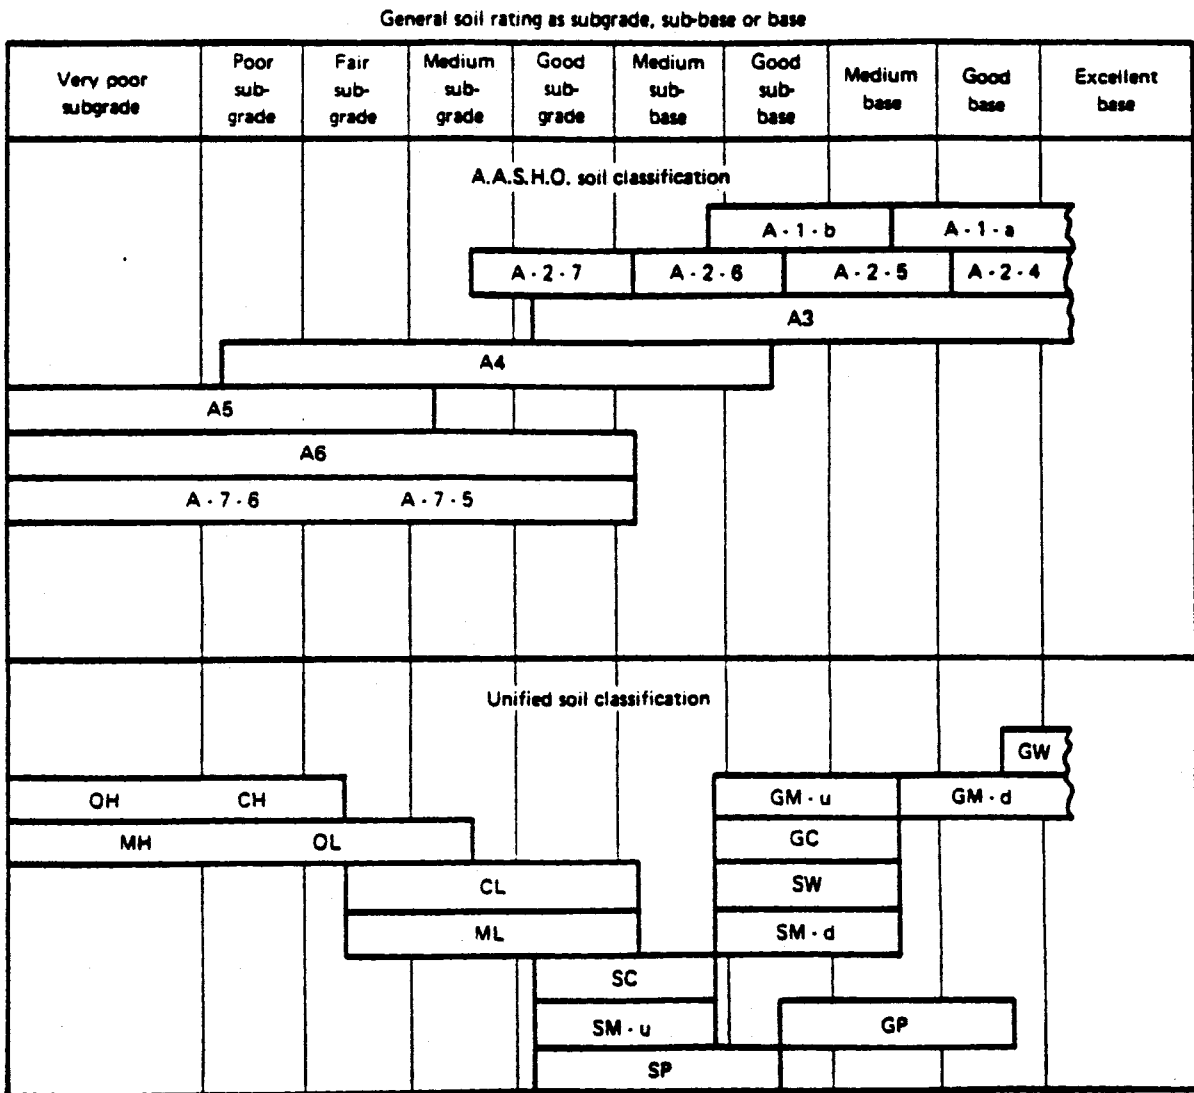 General soil rating as subgrade, sub-base or base
Very poor
subgrade
Poor
sub-
grade
Fair
sub-
grade
Medium
sub-
grade
Good
sub-
grade
Medium
sub-
base
Good
sub-
base
Medium
base
Good
base
Excellent
base
A.A.S.H.O. soil classification
A - 1 - b
A - 1 - a
A - 2 - 7
A - 2 - 6
A - 2 - 5
A - 2 - 4
A3
A4
A5
A6
A - 7 - 6
A - 7 - 5
Unified soil classification
GW
OH
CH
GM - u
GM - d
MH
OL
GC
CL
SW
ML
SM - d
SC
SM - u
GP
SP